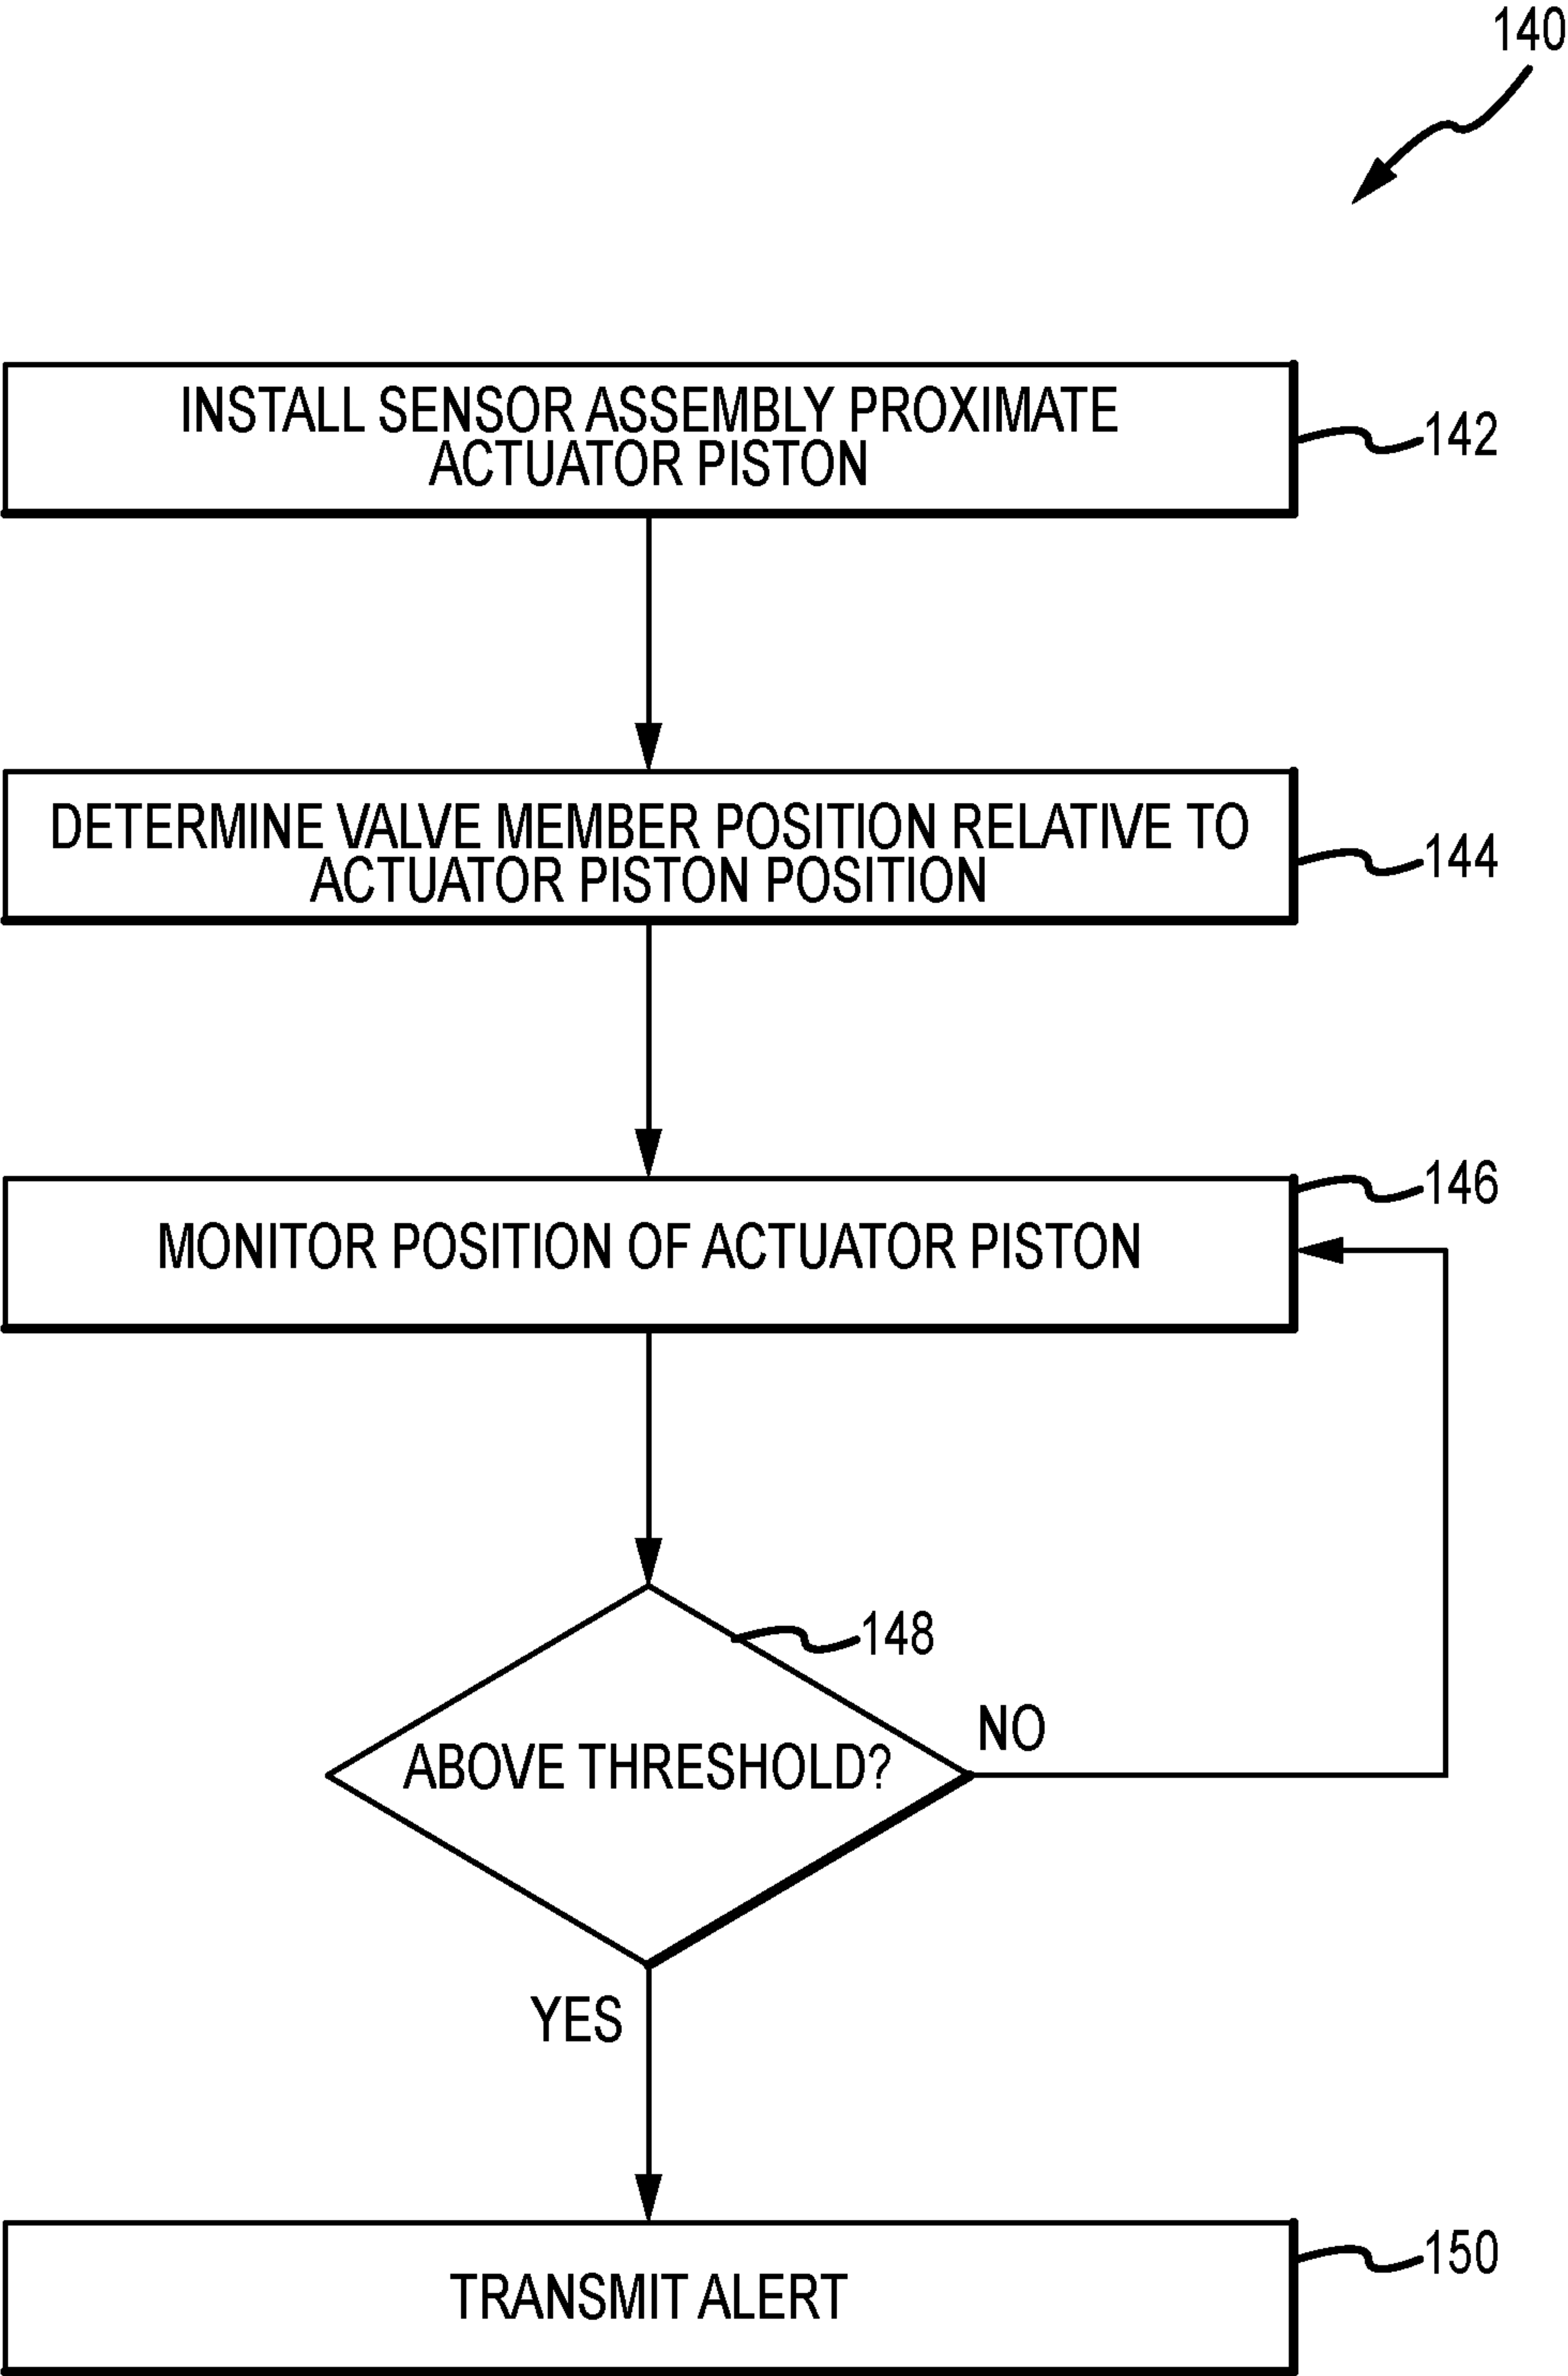 140
INSTALL SENSOR ASSEMBLY PROXIMATE
ACTUATOR PISTON
142
DETERMINE VALVE MEMBER POSITION RELATIVE TO
ACTUATOR PISTON POSITION
144
146
MONITOR POSITION OF ACTUATOR PISTON
148
NO
ABOVE THRESHOLD?
YES
150
TRANSMIT ALERT